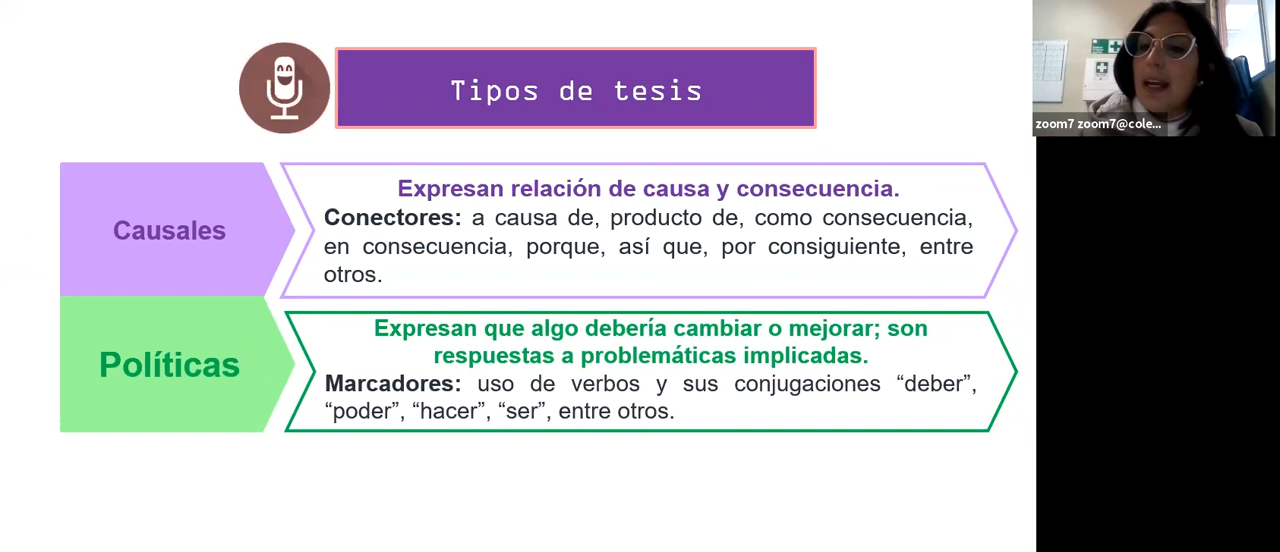 Tipos de tesis
zoom7 zoom7@cole...
Causales
Expresan relación de causa y consecuencia.
Conectores: a causa de, producto de, como consecuencia,
en consecuencia, porque, así que, por consiguiente, entre
otros.
Políticas
Expresan que algo debería cambiar o mejorar; son
respuestas a problemáticas implicadas.
Marcadores: uso de verbos y sus conjugaciones “deber”,
“poder”, “hacer”, “ser”, entre otros.